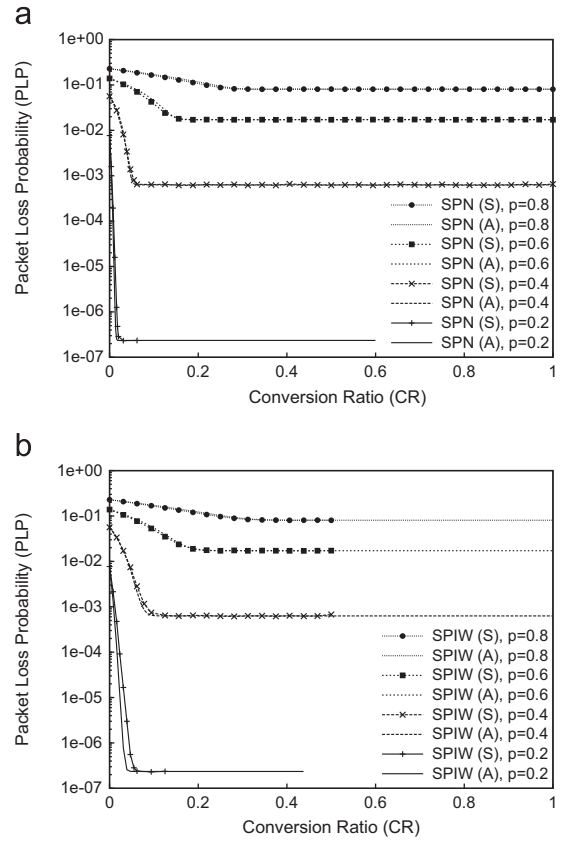 a
1e+00
1e-01
1e-02
1e-03
1e-04
1e-05
1e-06
1e-07
Packet Loss Probability (PLP)
SPN (S), p=0.8
SPN (A), p=0.8
SPN (S), p=0.6
SPN (A), p=0.6
SPN (S), p=0.4
SPN (A), p=0.4
SPN (S), p=0.2
SPN (A), p=0.2
0 0.2 0.4 0.6 0.8 1
Conversion Ratio (CR)
b
1e+00
1e-01
1e-02
1e-03
1e-04
1e-05
1e-06
1e-07
Packet Loss Probability (PLP)
SPIW (S), p=0.8
SPIW (A), p=0.8
SPIW (S), p=0.6
SPIW (A), p=0.6
SPIW (S), p=0.4
SPIW (A), p=0.4
SPIW (S), p=0.2
SPIW (A), p=0.2
0 0.2 0.4 0.6 0.8 1
Conversion Ratio (CR)